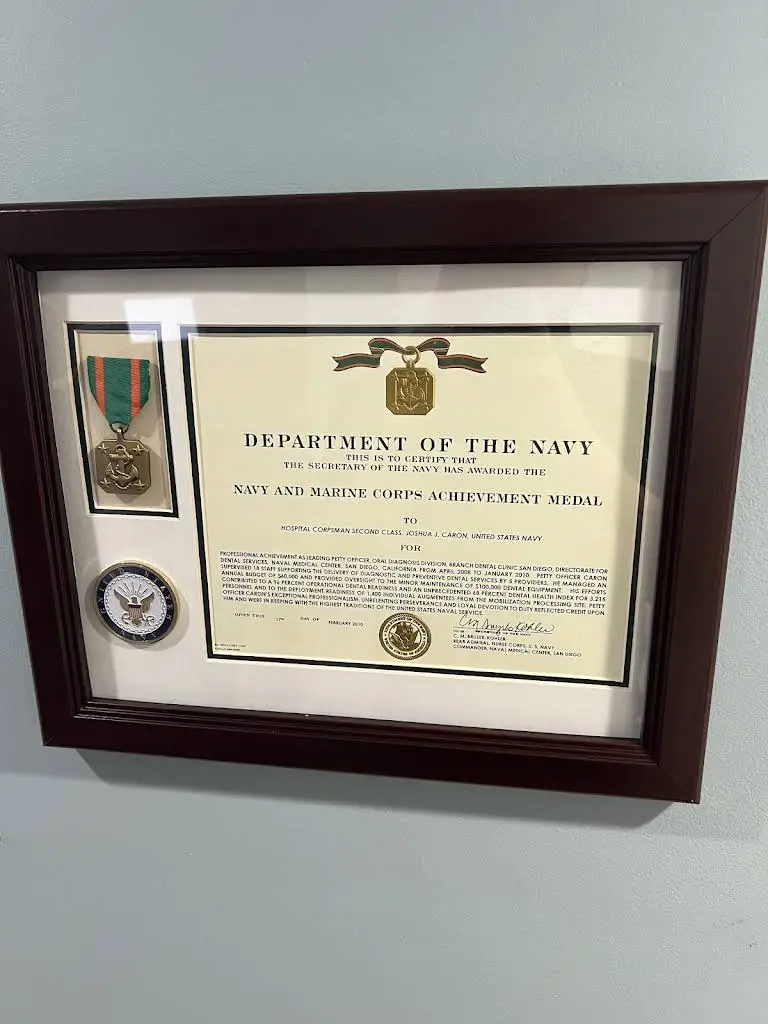 DEPARTMENT OF THE NAVY
THIS IS TO CERTIFY THAT
THE SECRETARY OF THE NAVY HAS AWARDED THE
NAVY AND MARINE CORPS ACHIEVEMENT MEDAL
TO
HOSPITAL CORPSMAN SECOND CLASS, JOSHUA J. CARON, UNITED STATES NAVY
FOR
PROFESSIONAL ACHIEVEMENT AS LEADING PETTY OFFICER, ORAL DIAGNOSIS DIVISION, BRANCH DENTAL CLINIC SAN DIEGO, DIRECTORATE FOR
DENTAL SERVICES, NAVAL MEDICAL CENTER, SAN DIEGO, CALIFORNIA FROM APRIL 2008 TO JANUARY 2010. PETTY OFFICER CARON
SUPERVISED 18 STAFF SUPPORTING THE DELIVERY OF DIAGNOSTIC AND PREVENTIVE DENTAL SERVICES BY 5 PROVIDERS. HE MANAGED AN
ANNUAL BUDGET OF $60,000 AND PROVIDED OVERSIGHT TO THE MINOR MAINTENANCE OF $100,000 DENTAL EQUIPMENT. HIS EFFORTS
CONTRIBUTED TO A 96 PERCENT OPERATIONAL DENTAL READINESS AND AN UNPRECEDENTED 68 PERCENT DENTAL HEALTH INDEX FOR 3,215
PERSONNEL AND TO THE DEPLOYMENT READINESS OF 1,400 INDIVIDUAL AUGMENTEES FROM THE MOBILIZATION PROCESSING SITE. PETTY
OFFICER CARON'S EXCEPTIONAL PROFESSIONALISM, UNRELENTING PERSEVERANCE AND LOYAL DEVOTION TO DUTY REFLECTED CREDIT UPON
HIM AND WERE IN KEEPING WITH THE HIGHEST TRADITIONS OF THE UNITED STATES NAVAL SERVICE.
GIVEN THIS DAY OF FEBRUARY 2010
SECRETARY OF THE NAVY
C. M. BRUZEK-KOHLER
REAR ADMIRAL, NURSE CORPS, U. S. NAVY
COMMANDER, NAVAL MEDICAL CENTER, SAN DIEGO